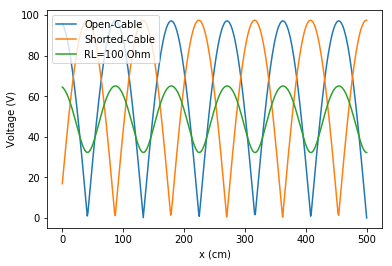 Open-Cable
Shorted-Cable
RL=100 Ohm
100
80
60
40
20
0
Voltage (V)
0 100 200 300 400 500
x (cm)